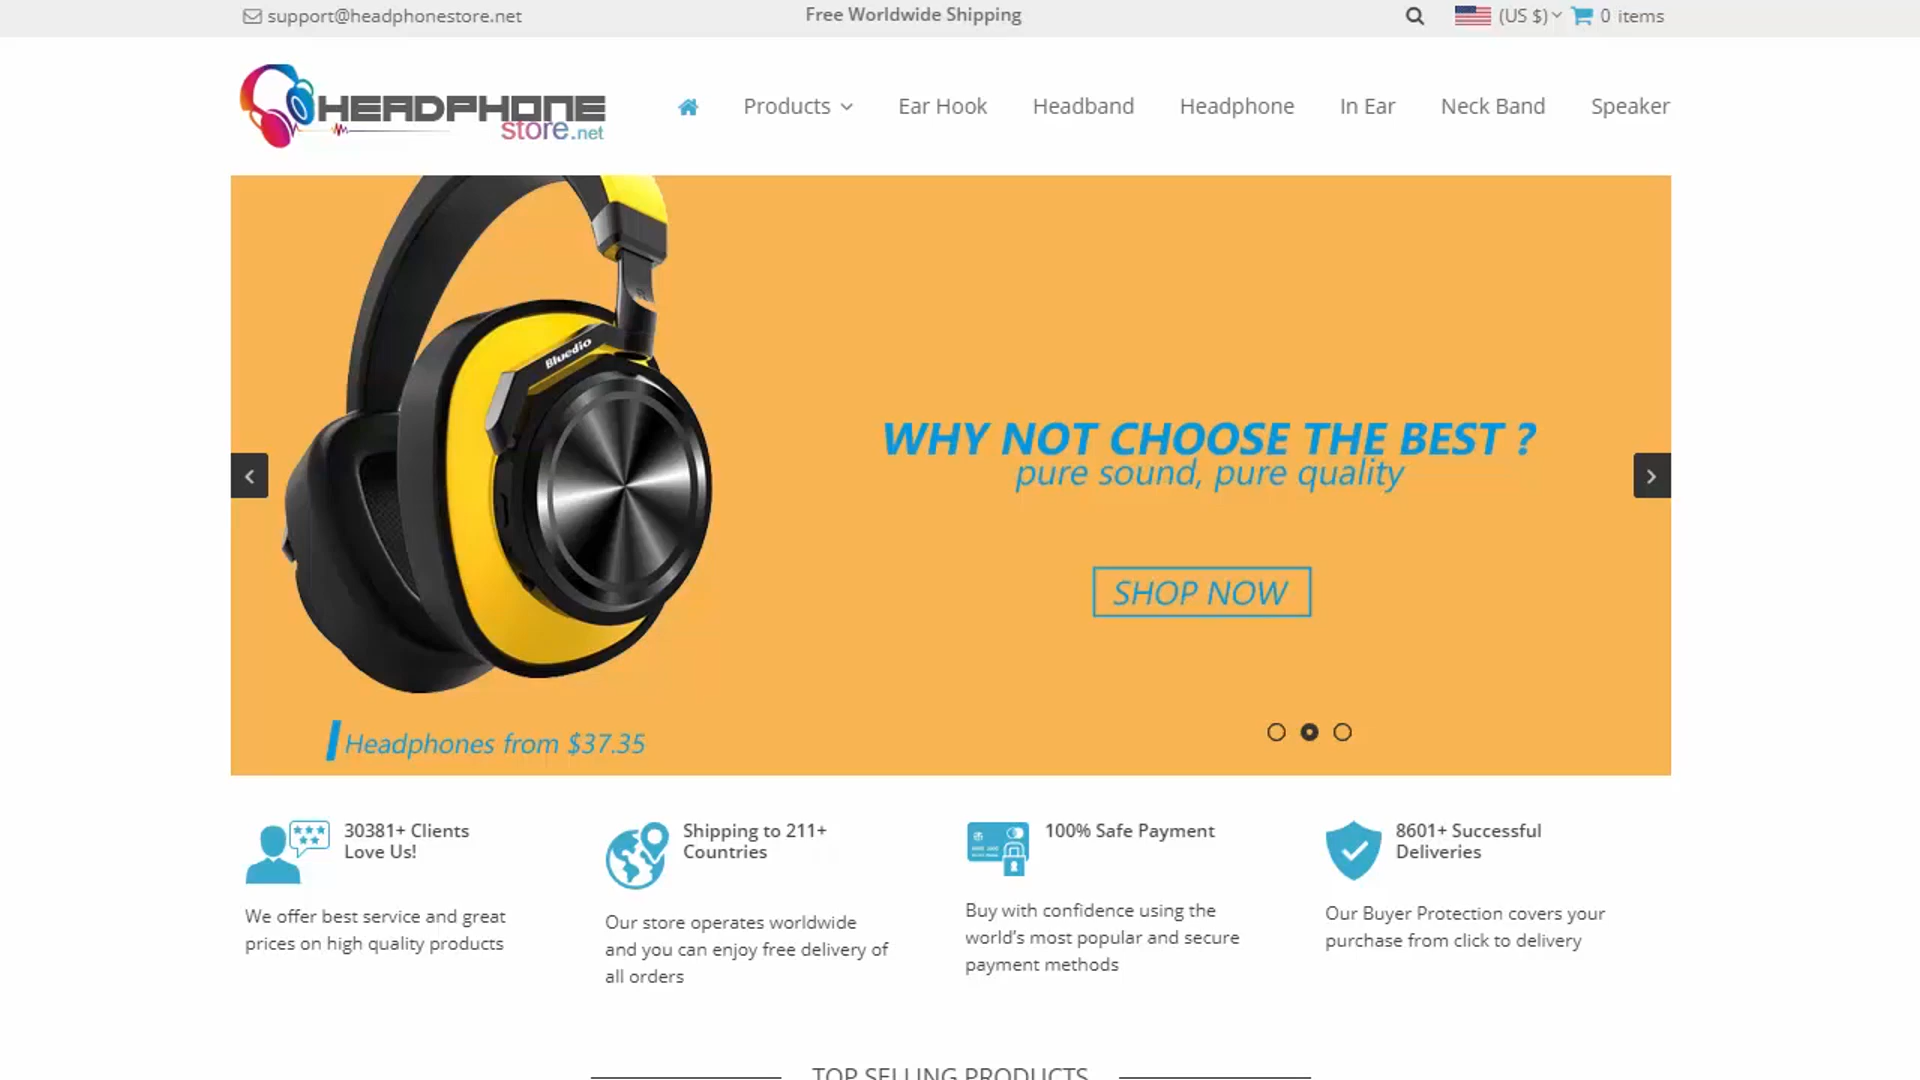 support@headphonestore.net
Free Worldwide Shipping
(US $)
0 items
HEADPHONE
store.net
Products
Ear Hook
Headband
Headphone
In Ear
Neck Band
Speaker
Bluedio
WHY NOT CHOOSE THE BEST ?
pure sound, pure quality
SHOP NOW
Headphones from $37.35
30381+ Clients
Love Us!
We offer best service and great
prices on high quality products
Shipping to 211+
Countries
Our store operates worldwide
and you can enjoy free delivery of
all orders
100% Safe Payment
Buy with confidence using the
world’s most popular and secure
payment methods
8601+ Successful
Deliveries
Our Buyer Protection covers your
purchase from click to delivery
TOP SELLING PRODUCTS